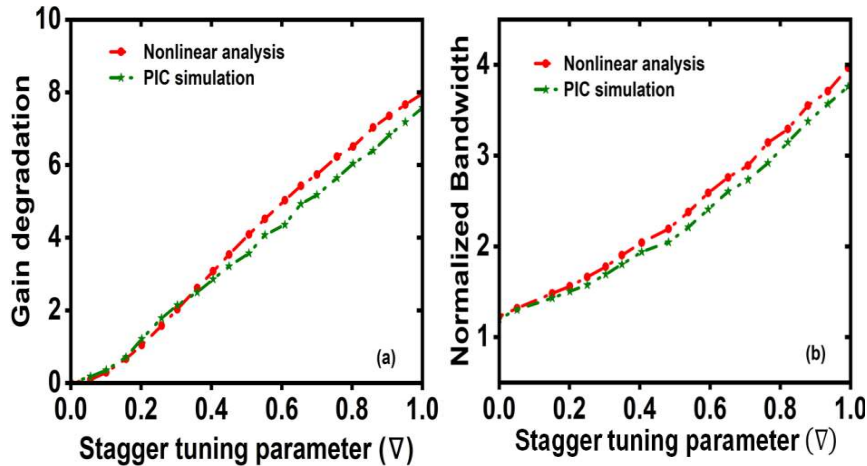 Gain degradation
10
8
6
4
2
0
Nonlinear analysis
PIC simulation
(a)
0.0 0.2 0.4 0.6 0.8 1.0
Stagger tuning parameter (∇)
Normalized Bandwidth
4
3
2
1
Nonlinear analysis
PIC simulation
(b)
0.0 0.2 0.4 0.6 0.8 1.0
Stagger tuning parameter (∇)